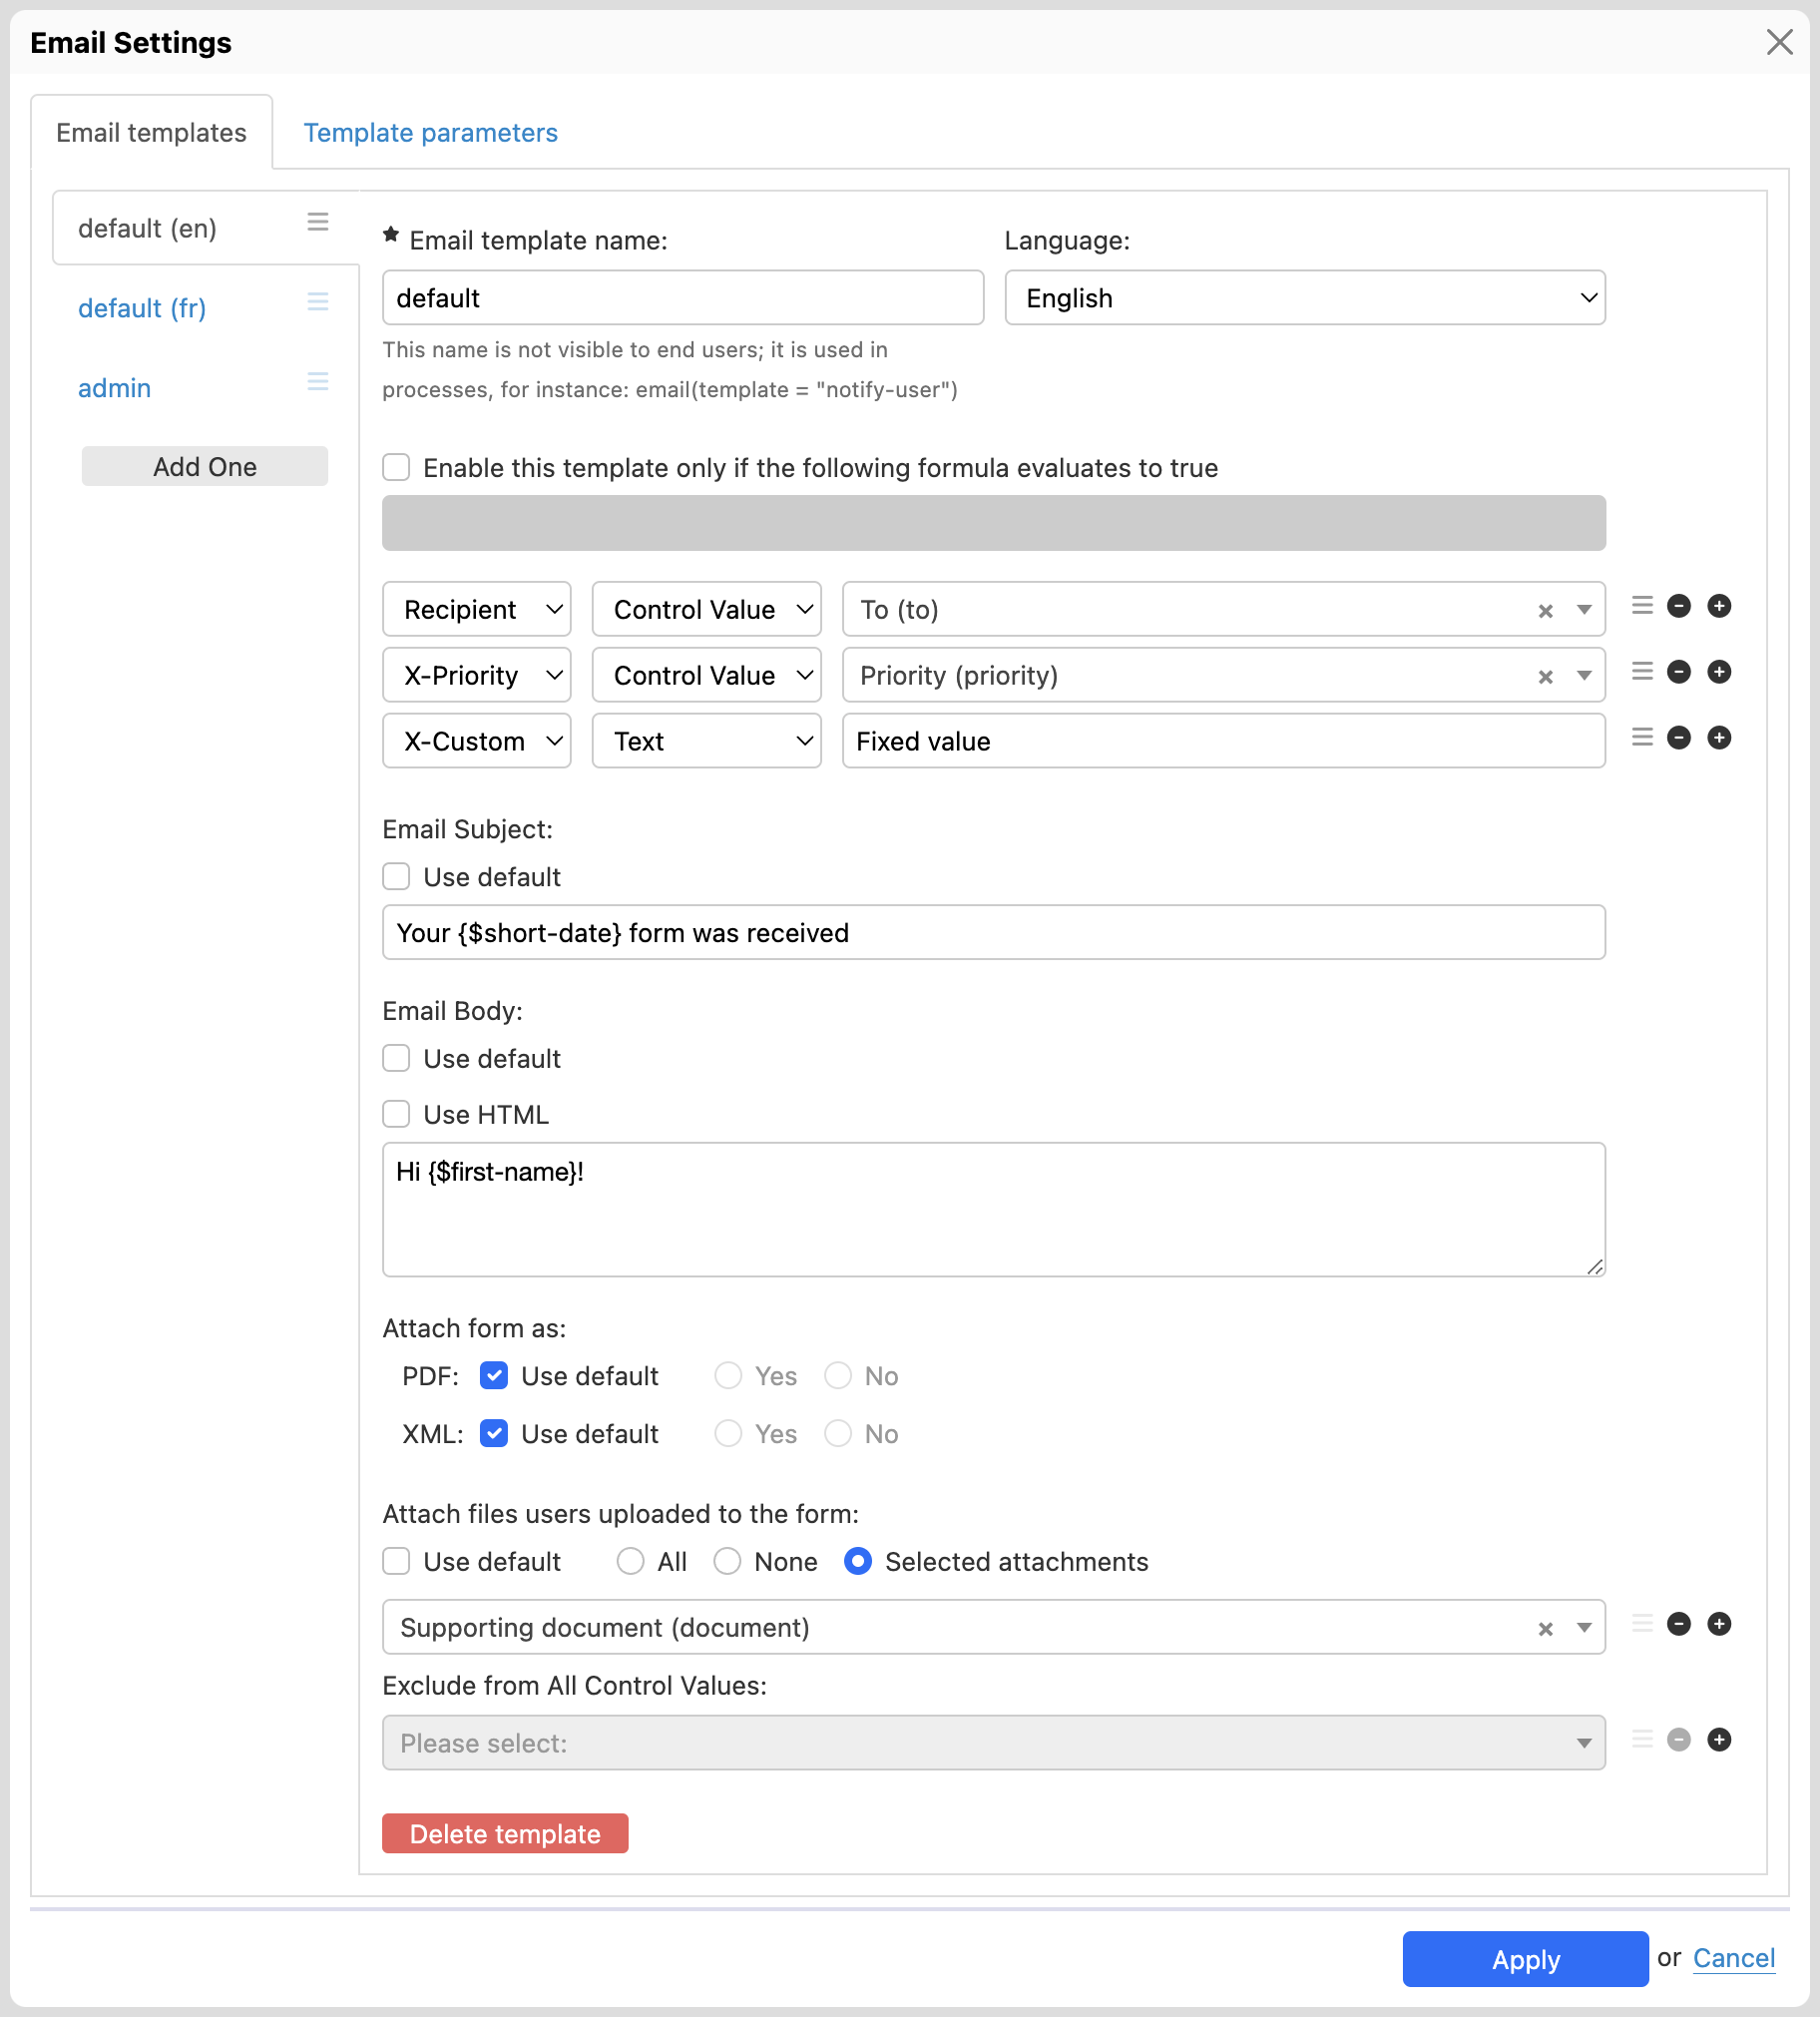 Email Settings
Email templates
Template parameters
default (en)
default (fr)
admin
Add One
★ Email template name:
Language:
default
English
This name is not visible to end users; it is used in
processes, for instance: email(template = "notify-user")
Enable this template only if the following formula evaluates to true
Recipient Control Value To (to)
X-Priority Control Value Priority (priority)
X-Custom Text Fixed value
Email Subject:
Use default
Your {$short-date} form was received
Email Body:
Use default
Use HTML
Hi {$first-name}!
Attach form as:
PDF: Use default Yes No
XML: Use default Yes No
Attach files users uploaded to the form:
Use default All None Selected attachments
Supporting document (document)
Exclude from All Control Values:
Please select:
Delete template
Apply or Cancel